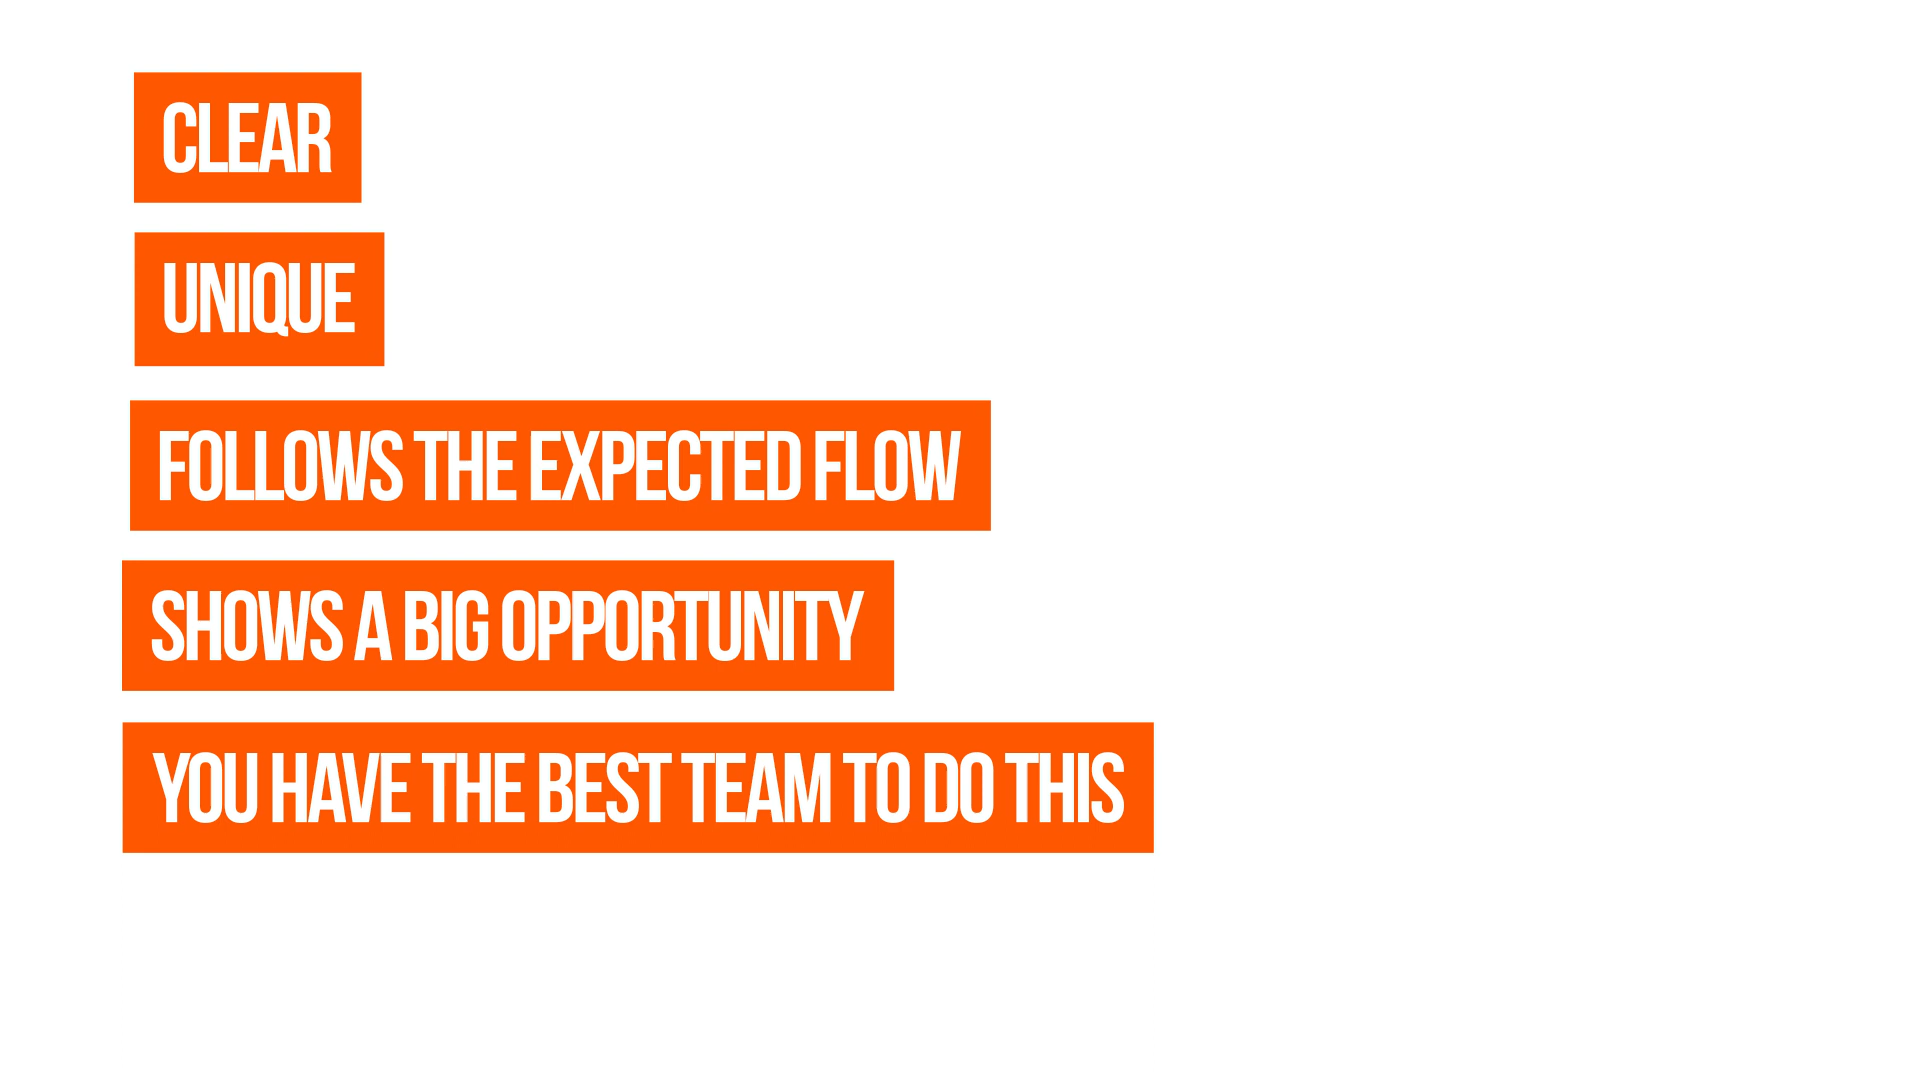 CLEAR
UNIQUE
FOLLOWS THE EXPECTED FLOW
SHOWS A BIG OPPORTUNITY
YOU HAVE THE BEST TEAM TO DO THIS